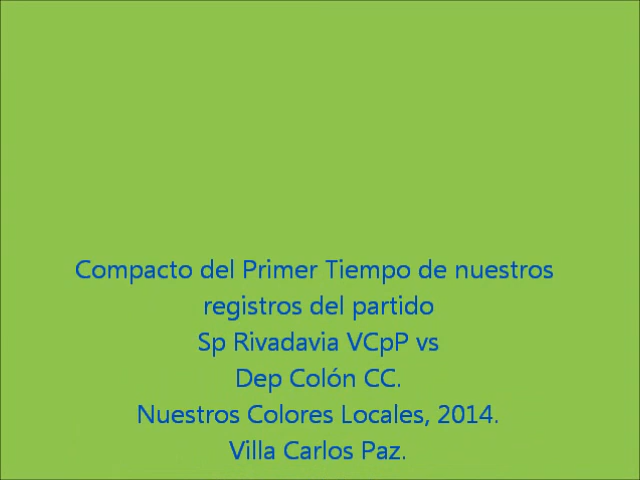 Compacto del Primer Tiempo de nuestros
registros del partido
Sp Rivadavia VCpP vs
Dep Colón CC.
Nuestros Colores Locales, 2014.
Villa Carlos Paz.